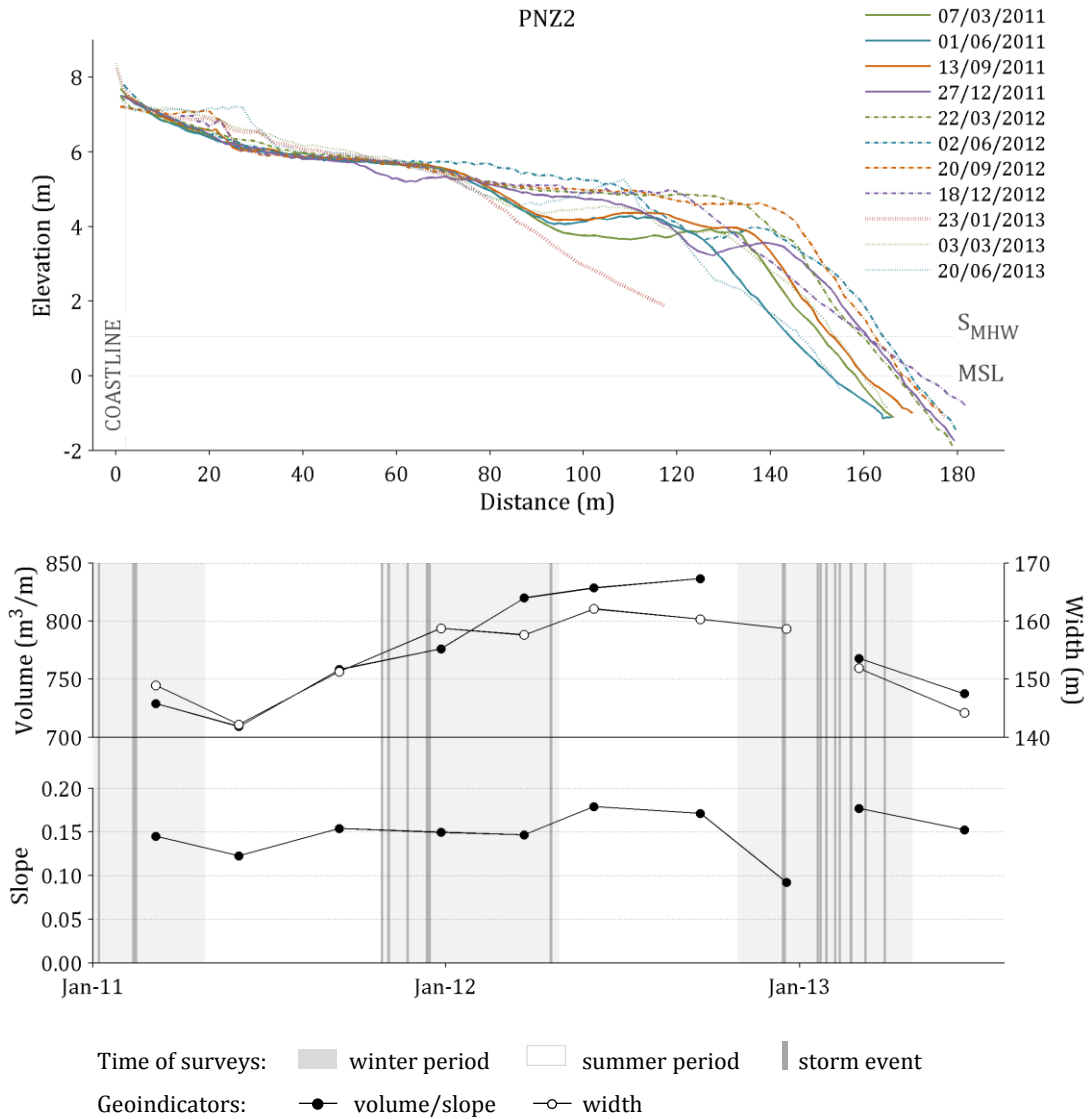 PNZ2
07/03/2011
01/06/2011
13/09/2011
27/12/2011
22/03/2012
02/06/2012
20/09/2012
18/12/2012
23/01/2013
03/03/2013
20/06/2013
8
6
4
2
0
-2
Elevation (m)
COASTLINE
S_MHW
MSL
0 20 40 60 80 100 120 140 160 180
Distance (m)
850
800
750
700
Volume (m³/m)
170
160
150
140
Width (m)
0.20
0.15
0.10
0.05
0.00
Slope
Jan-11 Jan-12 Jan-13
Time of surveys: winter period summer period storm event
Geoindicators: volume/slope width